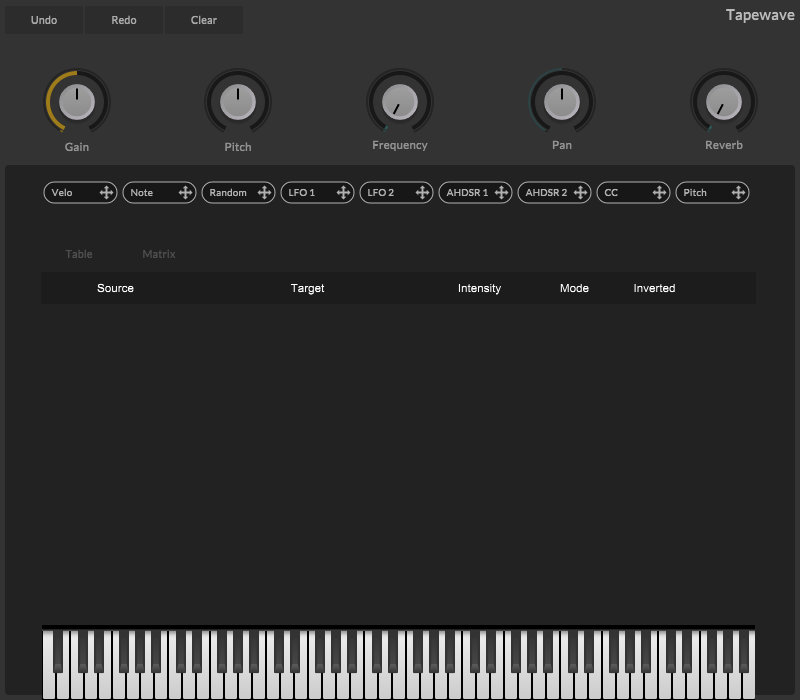 Undo Redo Clear Tapewave
Gain Pitch Frequency Pan Reverb
Velo Note Random LFO 1 LFO 2 AHDSR 1 AHDSR 2 CC Pitch
Table Matrix
Source Target Intensity Mode Inverted